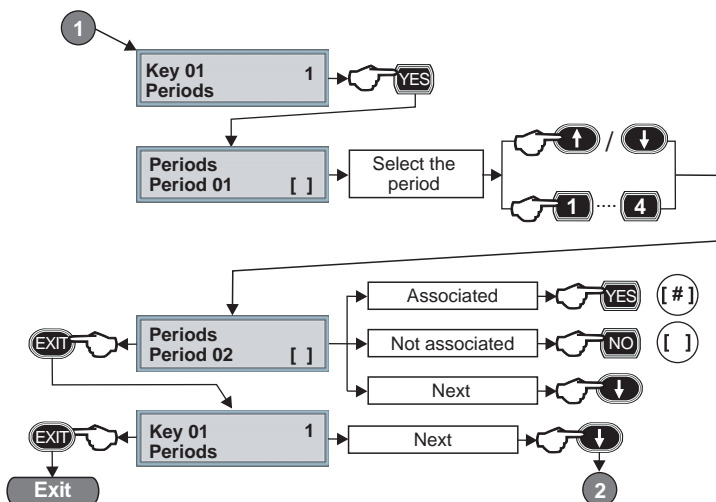 1
Key 01 1
Periods
YES
Periods
Period 01 [ ]
Select the
period
↑ / ↓
1 .... 4
Periods
Period 02 [ ]
Associated
YES
[ # ]
Not associated
NO
[ ]
Next
↓
EXIT
Key 01 1
Periods
Next
↓
EXIT
Exit
2